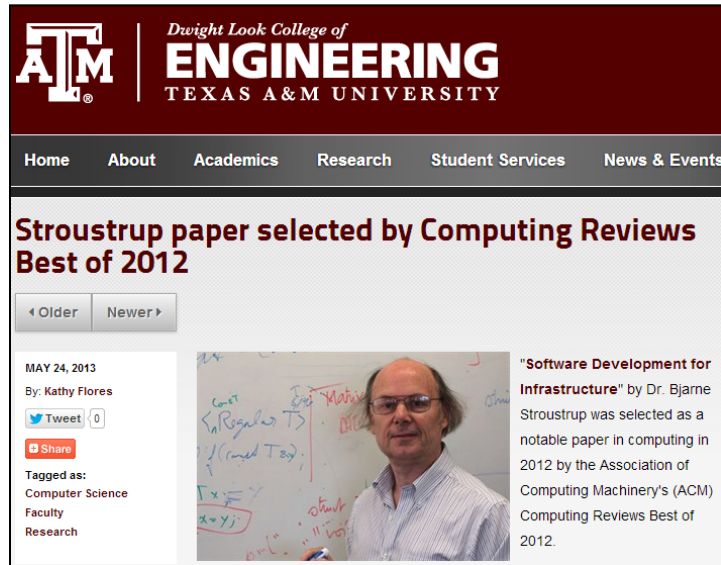 Dwight Look College of
ENGINEERING
TEXAS A&M UNIVERSITY
ATM
®
Home About Academics Research Student Services News & Events
Stroustrup paper selected by Computing Reviews
Best of 2012
Older Newer
MAY 24, 2013
By: Kathy Flores
Tweet 0
Share
Tagged as:
Computer Science
Faculty
Research
Const
<Regular T>
"Software Development for
Infrastructure" by Dr. Bjarne
Stroustrup was selected as a
notable paper in computing in
2012 by the Association of
Computing Machinery's (ACM)
Computing Reviews Best of
2012.